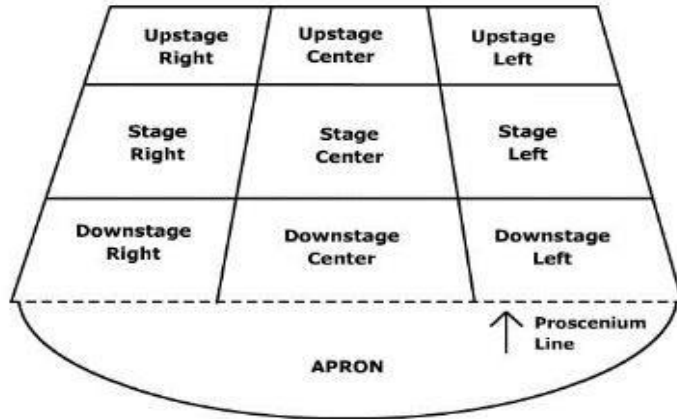 Upstage
Right
Upstage
Center
Upstage
Left
Stage
Right
Stage
Center
Stage
Left
Downstage
Right
Downstage
Center
Downstage
Left
Proscenium
Line
APRON